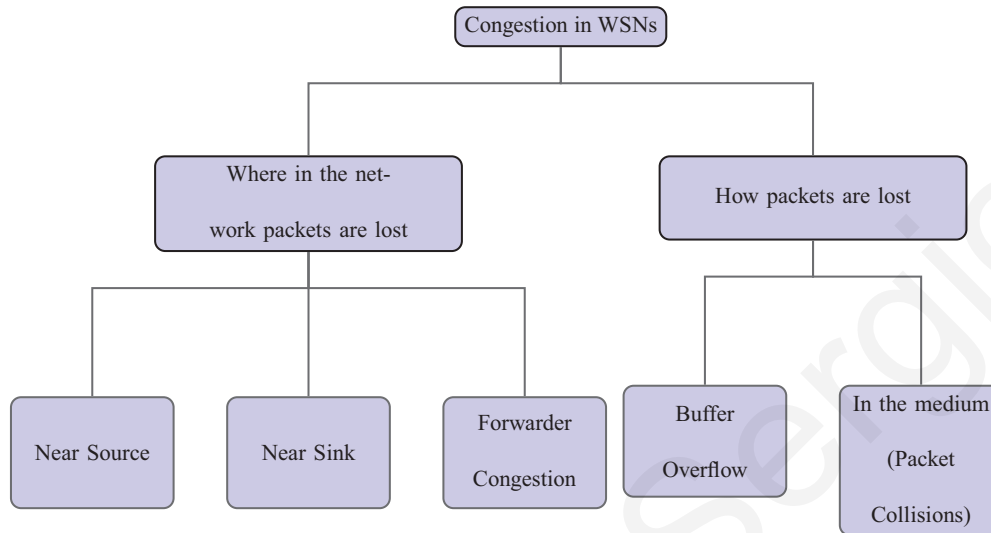 Congestion in WSNs
Where in the net-
work packets are lost
How packets are lost
Near Source
Near Sink
Forwarder
Congestion
Buffer
Overflow
In the medium
(Packet
Collisions)
Sergio